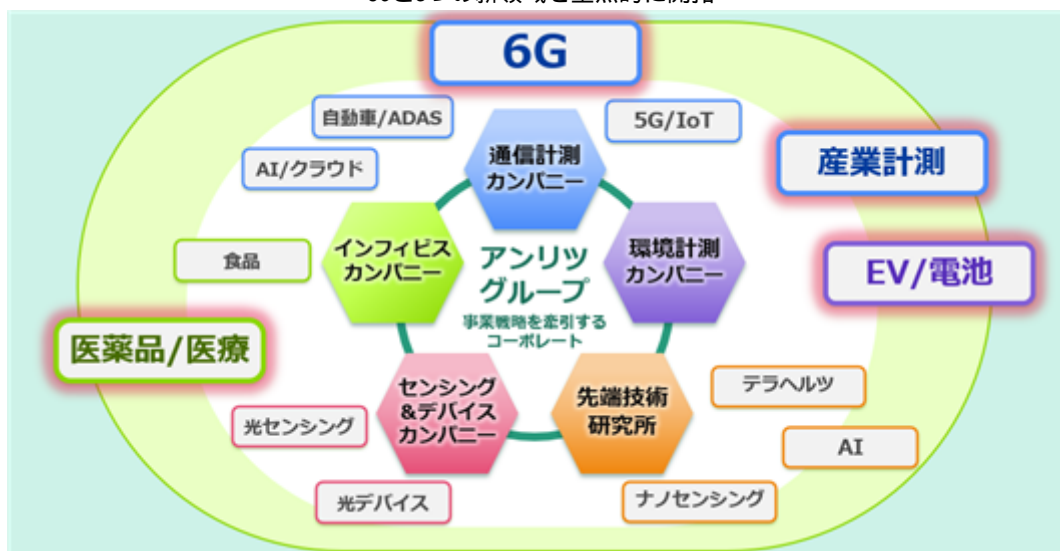 6G
自動車/ADAS
5G/IoT
通信計測
カンパニー
AI/クラウド
産業計測
インフィビス
カンパニー
環境計測
カンパニー
食品
アンリツ
グループ
事業戦略を牽引する
コーポレート
EV/電池
医薬品/医療
センシング
&デバイス
カンパニー
先端技術
研究所
テラヘルツ
光センシング
AI
光デバイス
ナノセンシング